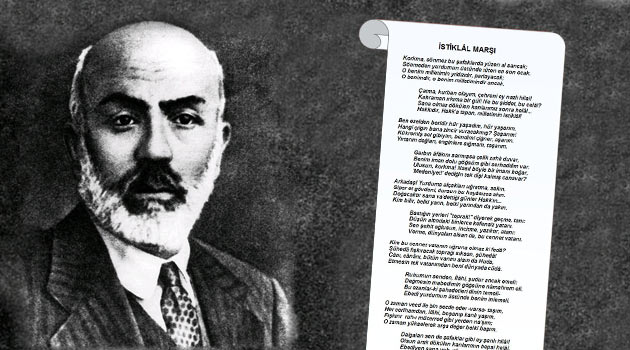 İSTİKLÂL MARŞI
Korkma, sönmez bu şafaklarda yüzen al sancak;
Sönmeden yurdumun üstünde tüten en son ocak.
O benim milletimin yıldızıdır, parlayacak;
O benimdir, o benim milletimindir ancak.
Çatma, kurban olayım, çehreni ey nazlı hilâl!
Kahraman ırkıma bir gül! Ne bu şiddet, bu celâl?
Sana olmaz dökülen kanlarımız sonra helâl...
Hakkıdır, Hakk'a tapan, milletimin istiklâl!
Ben ezelden beridir hür yaşadım, hür yaşarım.
Hangi çılgın bana zincir vuracakmış? Şaşarım!
Kükremiş sel gibiyim, bendimi çiğner, aşarım.
Yırtarım dağları, enginlere sığmam, taşarım.
Garbın âfâkını sarmışsa çelik zırhlı duvar,
Benim iman dolu göğsüm gibi serhaddim var.
Ulusun, korkma! Nasıl böyle bir imanı boğar,
'Medeniyet!' dediğin tek dişi kalmış canavar?
Arkadaş! Yurduma alçakları uğratma, sakın.
Siper et gövdeni, dursun bu hayâsızca akın.
Doğacaktır sana va'dettiği günler Hakk'ın...
Kim bilir, belki yarın, belki yarından da yakın.
Bastığın yerleri "toprak!" diyerek geçme, tanı:
Düşün altındaki binlerce kefensiz yatanı.
Sen şehit oğlusun, incitme, yazıktır, atanı:
Verme, dünyaları alsan da, bu cennet vatanı.
Kim bu cennet vatanın uğruna olmaz ki fedâ?
Şühedâ fışkıracak toprağı sıksan, şühedâ!
Cânı, cânânı, bütün varımı alsın da Huda,
Etmesin tek vatanımdan beni dünyada cüdâ.
Ruhumun senden, İlâhi, şudur ancak emeli:
Değmesin mabedimin göğsüne nâmahrem eli.
Bu ezanlar-ki şahadetleri dinin temeli-
Ebedî yurdumun üstünde benim inlemeli.
O zaman vecd ile bin secde eder -varsa- taşım,
Her cerîhamdan, ilâhi, boşanıp kanlı yaşım,
Fışkırır ruh-ı mücerred gibi yerden na'şım;
O zaman yükselerek arşa değer belki başım.
Dalgalan sen de şafaklar gibi ey şanlı hilâl!
Olsun artık dökülen kanlarımın hepsi helâl.